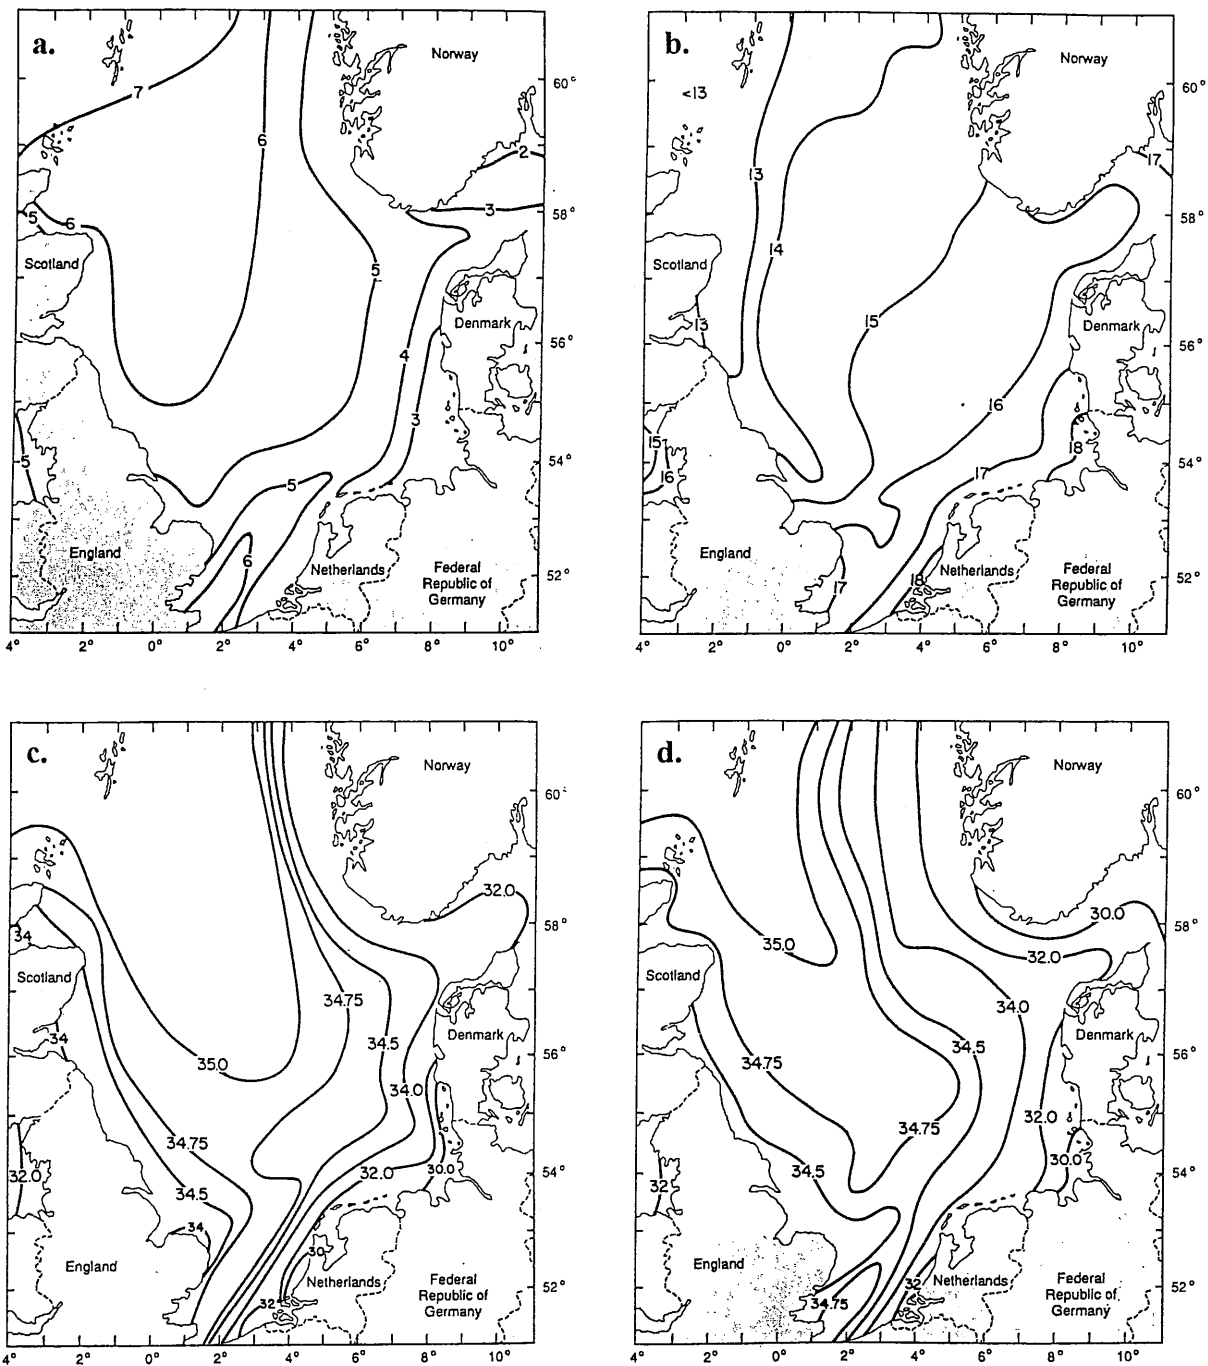 a.
Norway
60°
7
6
2
3
58°
5
6
Scotland
5
Denmark
56°
4
3
5
54°
5
6
England
Netherlands
Federal
Republic of
Germany
52°
4° 2° 0° 2° 4° 6° 8° 10°
b.
Norway
60°
<13
17
13
58°
14
Scotland
15
13
Denmark
56°
16
15
16
17
18
54°
England
18
17
Netherlands
Federal
Republic of
Germany
52°
4° 2° 0° 2° 4° 6° 8° 10°
c.
Norway
60°
32.0
34
58°
Scotland
34.75
34
34.5
Denmark
35.0
56°
34.0
34.75
32.0
32.0
30.0
54°
34.5
34
30
England
Netherlands
Federal
Republic of
Germany
32
52°
4° 2° 0° 2° 4° 6° 8° 10°
d.
Norway
60°
30.0
35.0
32.0
58°
Scotland
34.0
Denmark
34.5
34.75
56°
34.75
32.0
34.5
30.0
54°
32
England
32
Netherlands
Federal
Republic of
Germany
34.75
52°
4° 2° 0° 2° 4° 6° 8° 10°